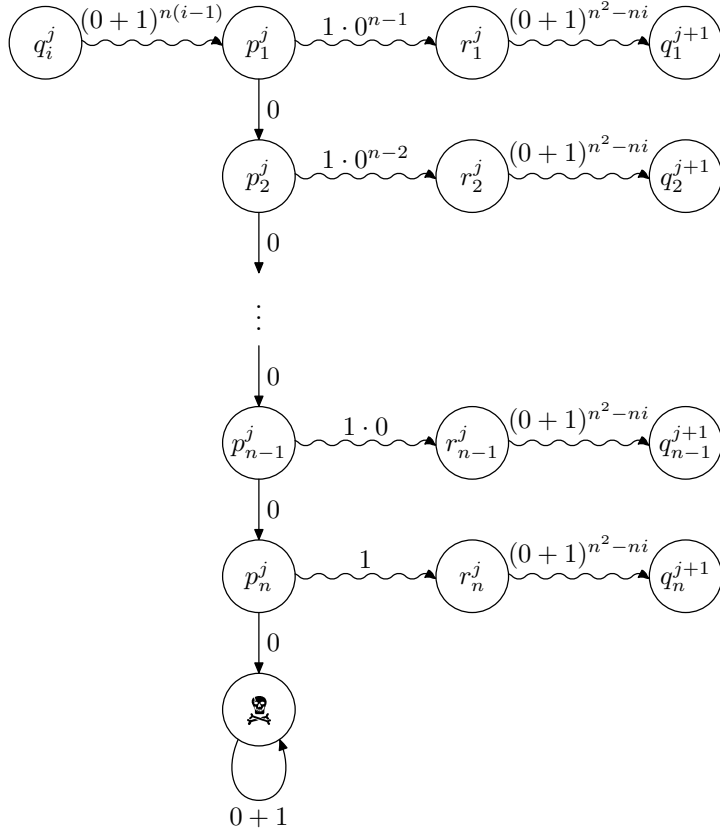 (0 + 1)^{n(i−1)} 1 · 0^{n−1} (0 + 1)^{n^2−ni}
q_i^j p_1^j r_1^j q_1^{j+1}
0
1 · 0^{n−2} (0 + 1)^{n^2−ni}
p_2^j r_2^j q_2^{j+1}
0
⋮
0
1 · 0 (0 + 1)^{n^2−ni}
p_{n−1}^j r_{n−1}^j q_{n−1}^{j+1}
0
1 (0 + 1)^{n^2−ni}
p_n^j r_n^j q_n^{j+1}
0
☠
0 + 1